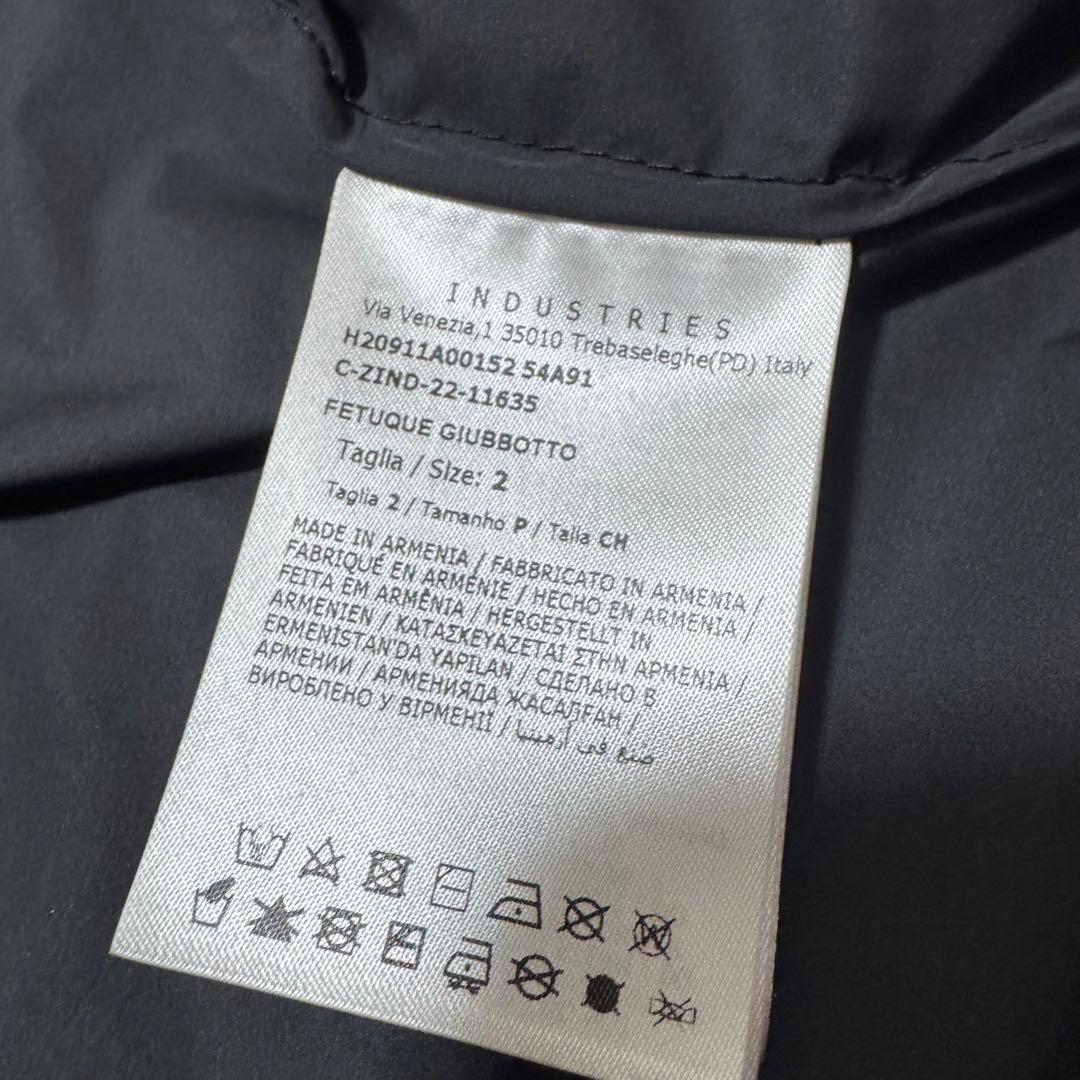 INDUSTRIES
Via Venezia,1 35010 Trebaseleghe(PD) Italy
H20911A00152 54A91
C-ZIND-22-11635
FETUQUE GIUBBOTTO
Taglia / Size: 2
Taglia 2 / Tamanho P / Talla CH
MADE IN ARMENIA / FABBRICATO IN ARMENIA /
FABRIQUÉ EN ARMÉNIE / HECHO EN ARMENIA /
FEITA EM ARMÊNIA / HERGESTELLT IN
ARMENIEN / ΚΑΤΑΣΚΕΥΑΖΕΤΑΙ ΣΤΗΝ ΑΡΜΕΝΙΑ /
ERMENISTAN'DA YAPILAN / СДЕЛАНО В
АРМЕНИИ / АРМЕНИЯДА ЖАСАЛҒАН /
ВИРОБЛЕНО У ВІРМЕНІЇ / صنع في أرمينيا